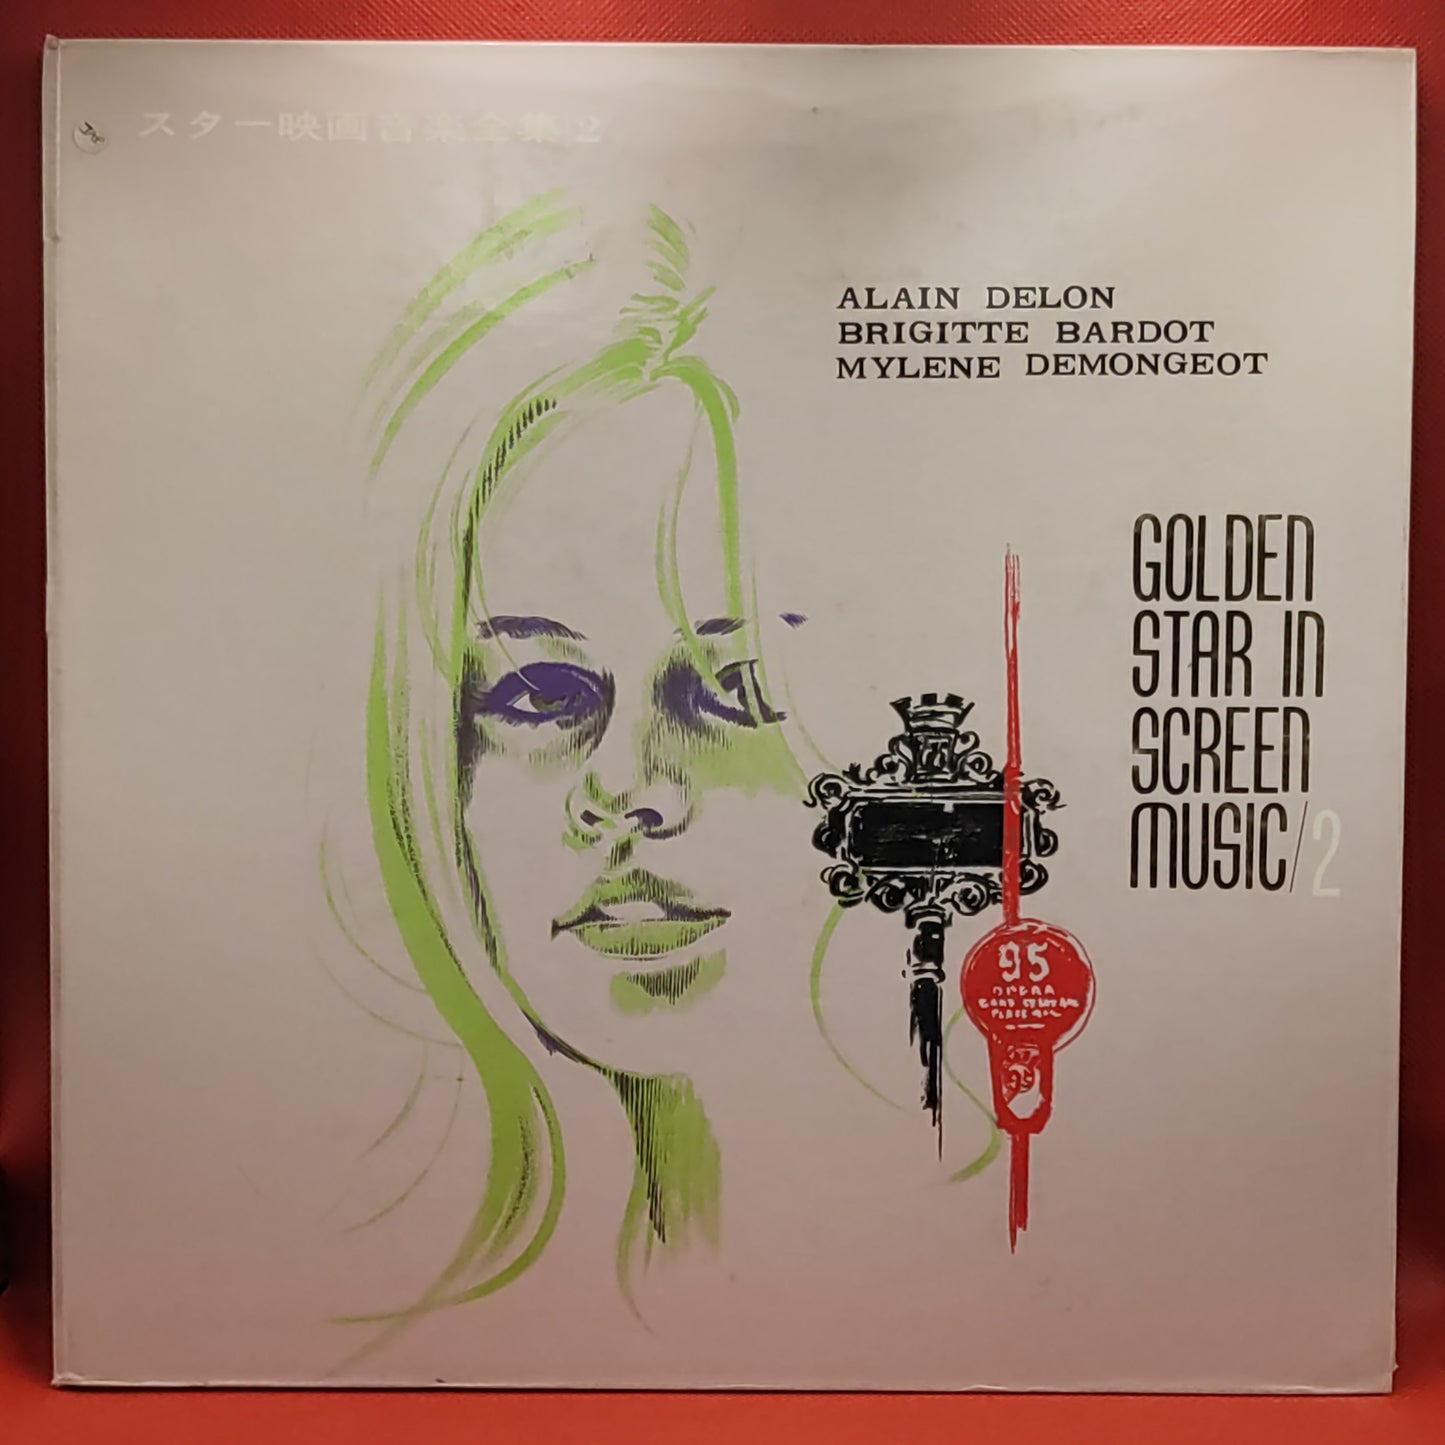 スター映画音楽全集 2
ALAIN DELON
BRIGITTE BARDOT
MYLENE DEMONGEOT
GOLDEN
STAR IN
SCREEN
MUSIC/2
95
OPERA